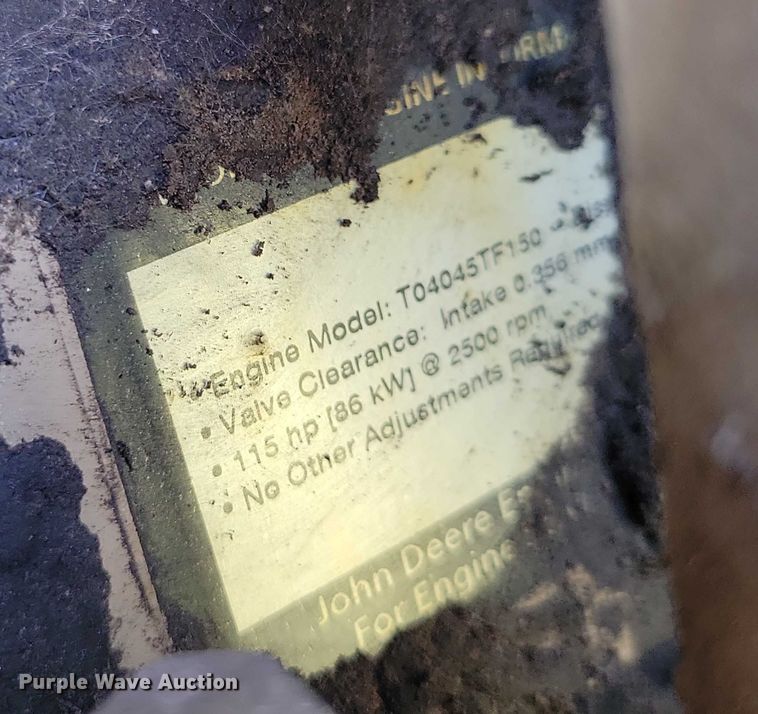 Engine Model: T04045TF150
• Valve Clearance: Intake 0.356 mm
• 115 hp [86 kW] @ 2500 rpm
• No Other Adjustments Required
John Deere
For Engine
Purple Wave Auction